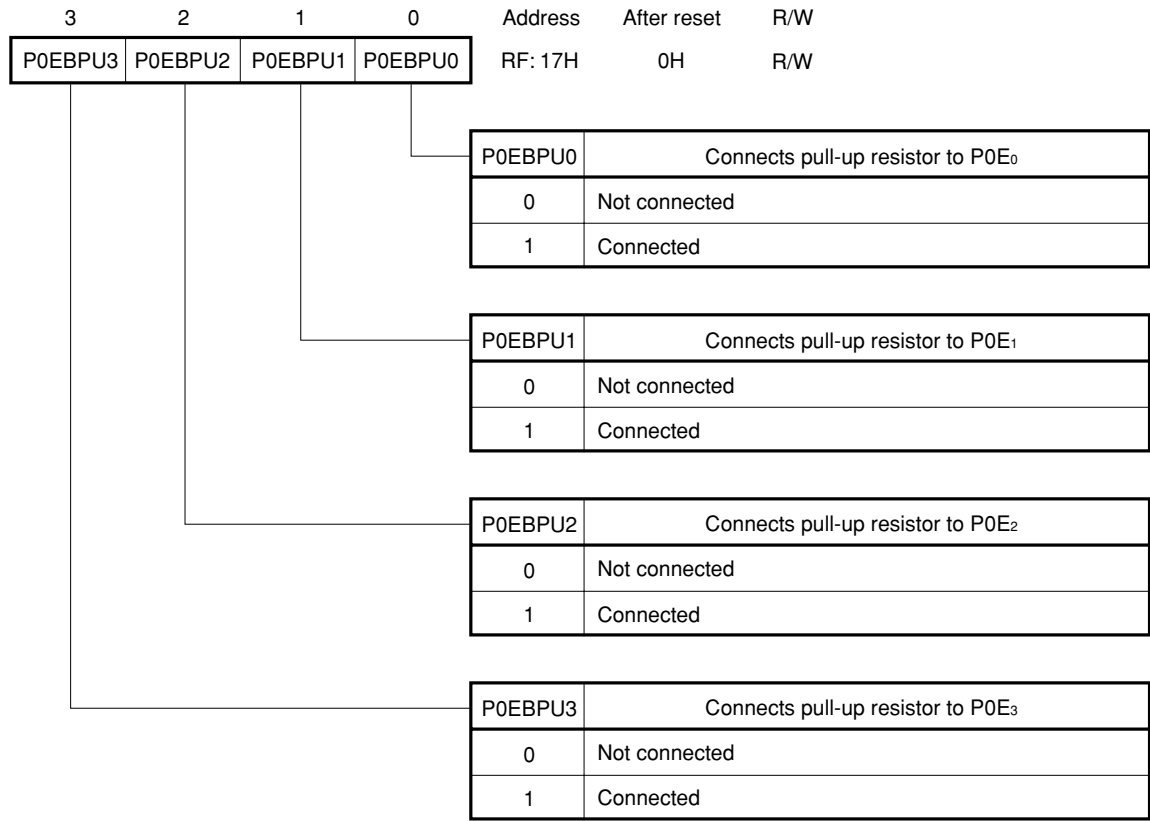 3 2 1 0 Address After reset R/W
P0EBPU3 P0EBPU2 P0EBPU1 P0EBPU0 RF: 17H 0H R/W
P0EBPU0 Connects pull-up resistor to P0E₀
0 Not connected
1 Connected
P0EBPU1 Connects pull-up resistor to P0E₁
0 Not connected
1 Connected
P0EBPU2 Connects pull-up resistor to P0E₂
0 Not connected
1 Connected
P0EBPU3 Connects pull-up resistor to P0E₃
0 Not connected
1 Connected